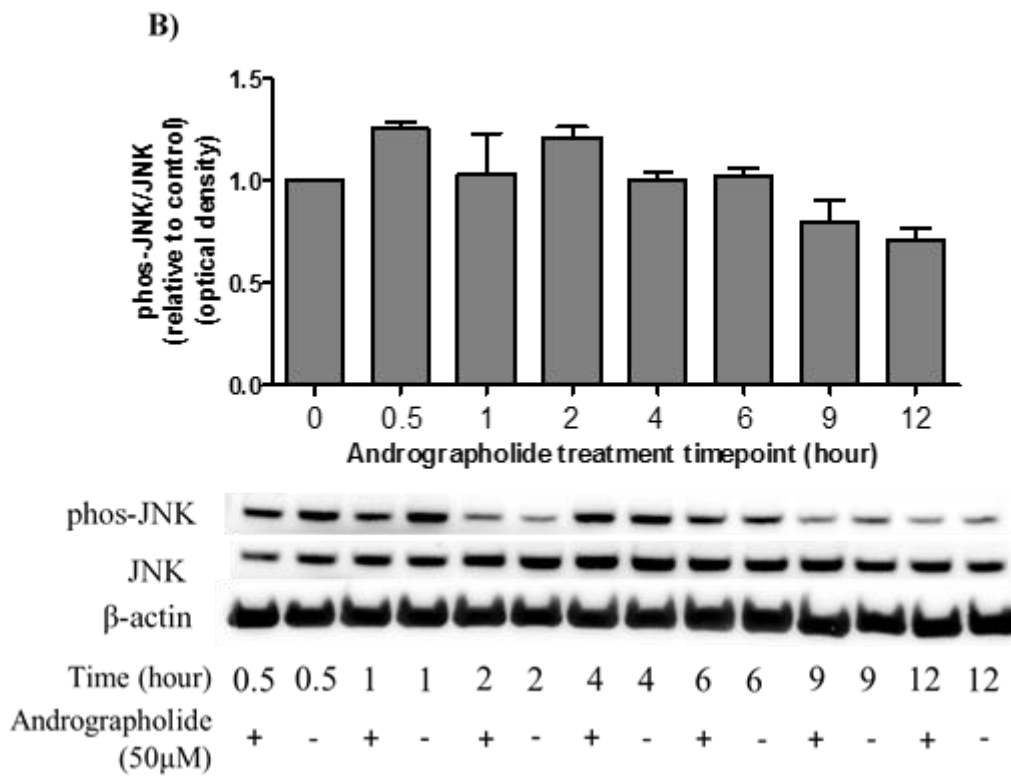 B)
phos-JNK/JNK
(relative to control)
(optical density)
1.5
1.0
0.5
0.0
0 0.5 1 2 4 6 9 12
Andrographolide treatment timepoint (hour)
phos-JNK
JNK
β-actin
Time (hour) 0.5 0.5 1 1 2 2 4 4 6 6 9 9 12 12
Andrographolide
(50μM) + - + - + - + - + - + - + -